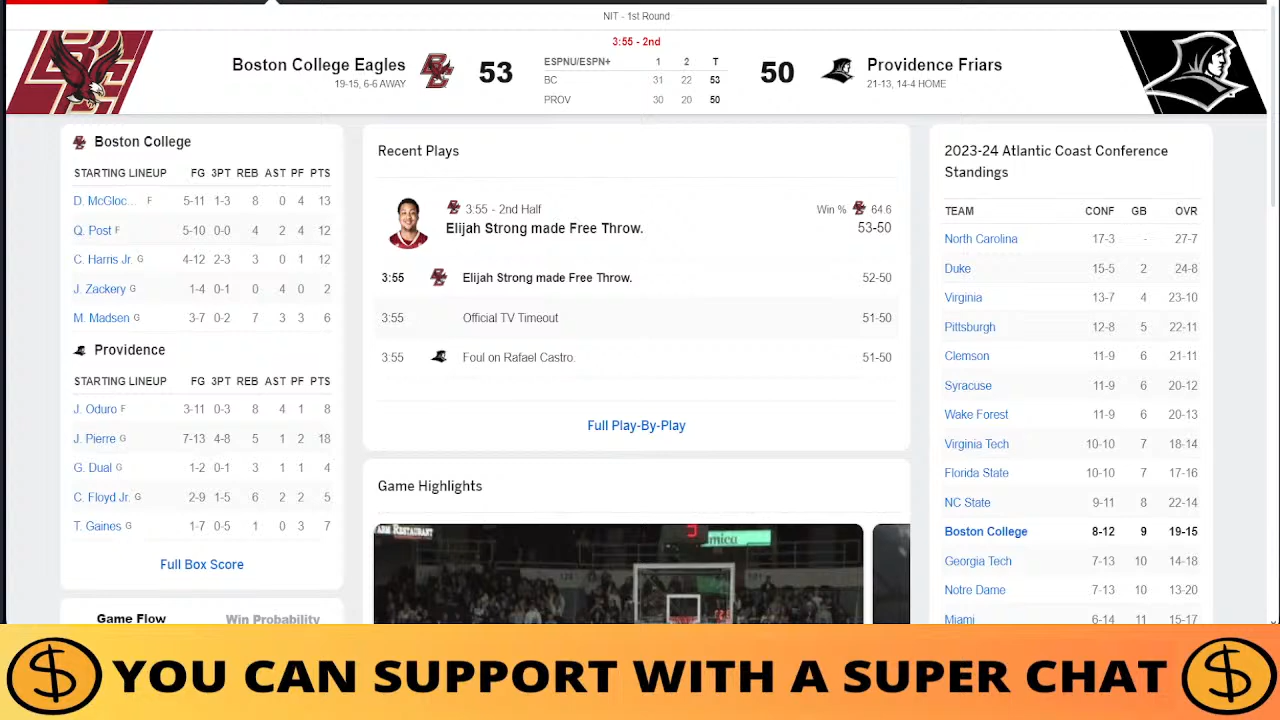 NIT - 1st Round
3:55 - 2nd
Boston College Eagles
19-15, 6-6 AWAY
53
ESPNU/ESPN+ 1 2 T
BC 31 22 53
PROV 30 20 50
50
Providence Friars
21-13, 14-4 HOME
Boston College
STARTING LINEUP FG 3PT REB AST PF PTS
D. McGloc... F 5-11 1-3 8 0 4 13
Q. Post F 5-10 0-0 4 2 4 12
C. Harris Jr. G 4-12 2-3 3 0 1 12
J. Zackery G 1-4 0-1 0 4 0 2
M. Madsen G 3-7 0-2 7 3 3 6
Providence
STARTING LINEUP FG 3PT REB AST PF PTS
J. Oduro F 3-11 0-3 8 4 1 8
J. Pierre G 7-13 4-8 5 1 2 18
G. Dual G 1-2 0-1 3 1 1 4
C. Floyd Jr. G 2-9 1-5 6 2 2 5
T. Gaines G 1-7 0-5 1 0 3 7
Full Box Score
Game Flow Win Probability
Recent Plays
3:55 - 2nd Half Win % 64.6
Elijah Strong made Free Throw. 53-50
3:55 Elijah Strong made Free Throw. 52-50
3:55 Official TV Timeout 51-50
3:55 Foul on Rafael Castro. 51-50
Full Play-By-Play
Game Highlights
2023-24 Atlantic Coast Conference
Standings
TEAM CONF GB OVR
North Carolina 17-3 - 27-7
Duke 15-5 2 24-8
Virginia 13-7 4 23-10
Pittsburgh 12-8 5 22-11
Clemson 11-9 6 21-11
Syracuse 11-9 6 20-12
Wake Forest 11-9 6 20-13
Virginia Tech 10-10 7 18-14
Florida State 10-10 7 17-16
NC State 9-11 8 22-14
Boston College 8-12 9 19-15
Georgia Tech 7-13 10 14-18
Notre Dame 7-13 10 13-20
Miami 6-14 11 15-17
$ YOU CAN SUPPORT WITH A SUPER CHAT $